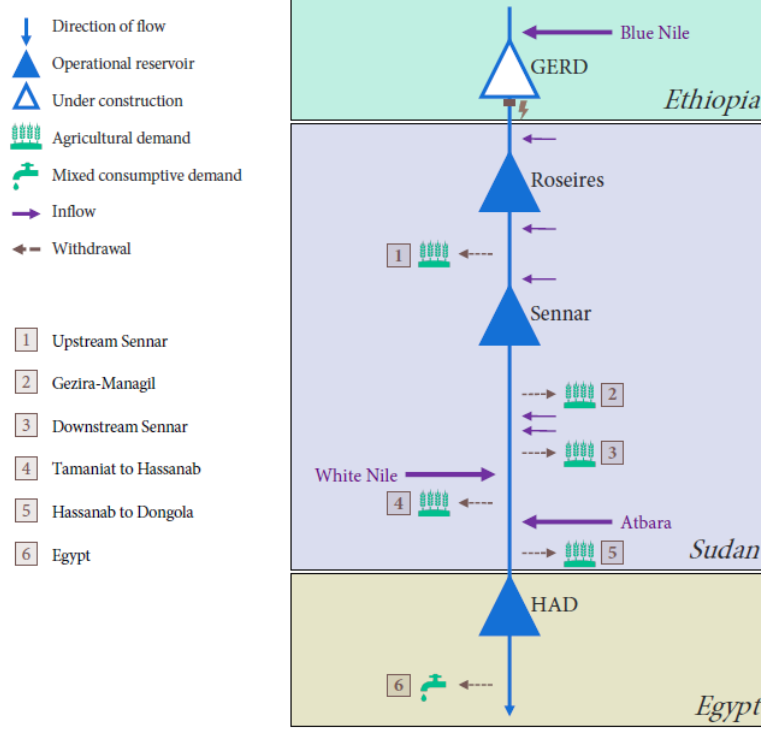 Direction of flow
Operational reservoir
Under construction
Agricultural demand
Mixed consumptive demand
Inflow
Withdrawal
1 Upstream Sennar
2 Gezira-Managil
3 Downstream Sennar
4 Tamaniat to Hassanab
5 Hassanab to Dongola
6 Egypt
Blue Nile
GERD
Ethiopia
Roseires
1
Sennar
2
3
White Nile
4
Atbara
5
Sudan
HAD
6
Egypt